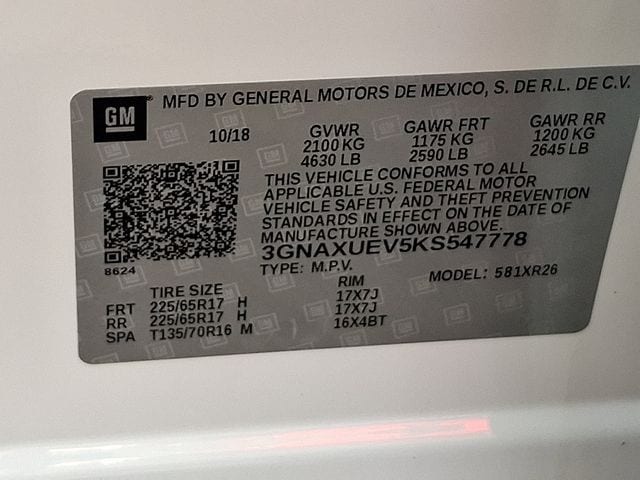 GM
MFD BY GENERAL MOTORS DE MEXICO, S. DE R.L. DE C.V.
10/18 GVWR GAWR FRT GAWR RR
2100 KG 1175 KG 1200 KG
4630 LB 2590 LB 2645 LB
THIS VEHICLE CONFORMS TO ALL
APPLICABLE U.S. FEDERAL MOTOR
VEHICLE SAFETY AND THEFT PREVENTION
STANDARDS IN EFFECT ON THE DATE OF
MANUFACTURE SHOWN ABOVE.
3GNAXUEV5KS547778
8624 TYPE: M.P.V. MODEL: 581XR26
TIRE SIZE RIM
FRT 225/65R17 H 17X7J
RR 225/65R17 H 17X7J
SPA T135/70R16 M 16X4BT